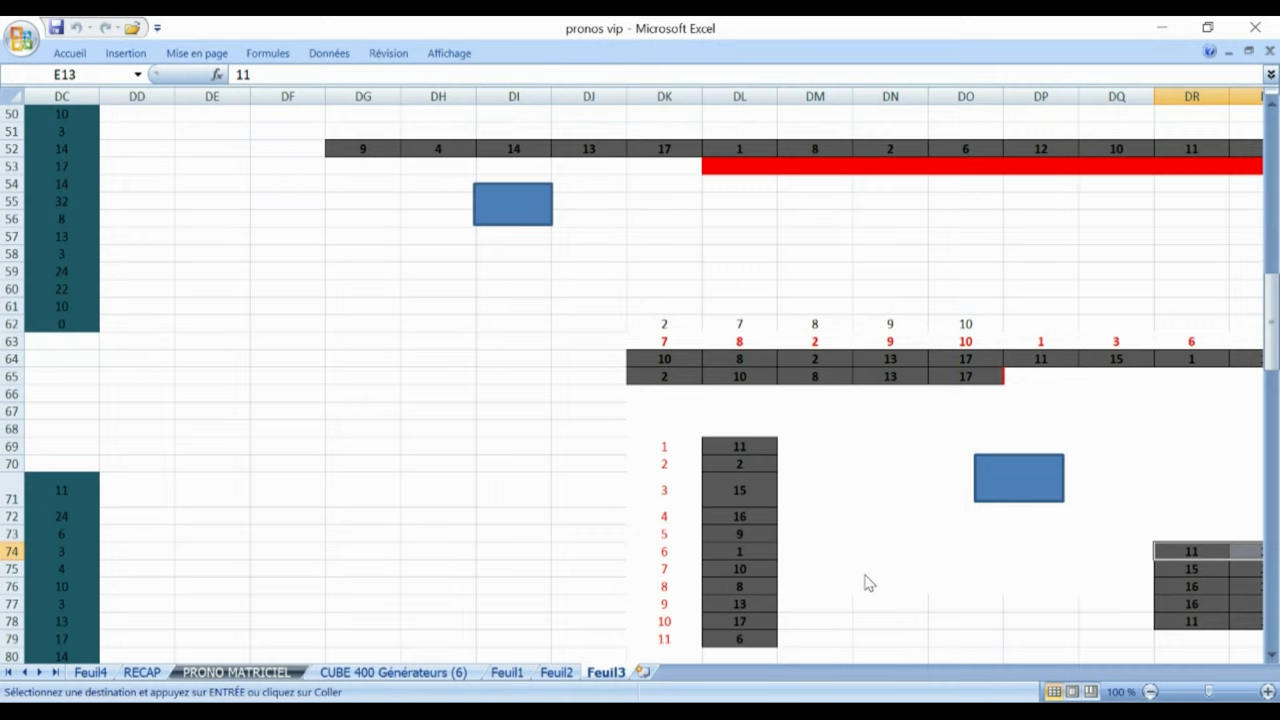 pronos vip - Microsoft Excel
Accueil Insertion Mise en page Formules Données Révision Affichage
E13 fx 11
DC DD DE DF DG DH DI DJ DK DL DM DN DO DP DQ DR
50 10
51 3
52 14 9 4 14 13 17 1 8 2 6 12 10 11
53 17
54 14
55 32
56 8
57 13
58 3
59 24
60 22
61 10
62 0 2 7 8 9 10
63 7 8 2 9 10 1 3 6
64 10 8 2 13 17 11 15 1
65 2 10 8 13 17
66
67
68
69 1 11
70 2 2
71 11 3 15
72 24 4 16
73 6 5 9
74 3 6 1 11
75 4 7 10 15
76 10 8 8 16
77 3 9 13 16
78 13 10 17 11
79 17 11 6
80 14
Feuil4 RECAP PRONO MATRICIEL CUBE 400 Générateurs (6) Feuil1 Feuil2 Feuil3
Sélectionnez une destination et appuyez sur ENTRÉE ou cliquez sur Coller 100 %